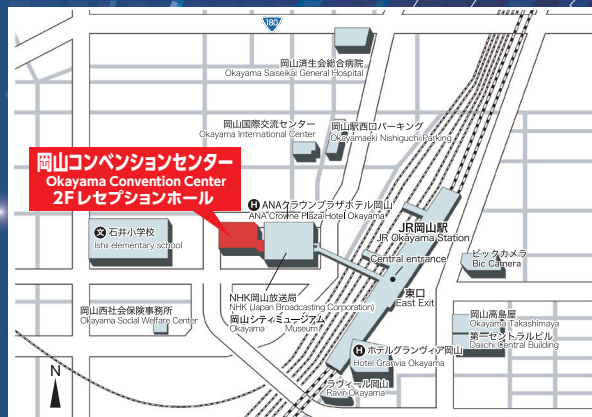 180
岡山済生会総合病院
Okayama Saiseikai General Hospital
岡山国際交流センター
Okayama International Center
岡山駅西口パーキング
Okayamaeki Nishiguchi Parking
岡山コンベンションセンター
Okayama Convention Center
2Fレセプションホール
H ANAクラウンプラザホテル岡山
ANA Crowne Plaza Hotel Okayama
文 石井小学校
Ishii elementary school
JR岡山駅
JR Okayama Station
Central entrance
ビックカメラ
Bic Camera
東口
East Exit
NHK岡山放送局
NHK (Japan Broadcasting Corporation)
岡山シティミュージアム
Okayama Museum
岡山西社会保険事務所
Okayama Social Welfare Center
岡山高島屋
Okayama Takashimaya
第一セントラルビル
Daiichi Central Building
H ホテルグランヴィア岡山
Hotel Granvia Okayama
ラヴィール岡山
Ravir Okayama
N